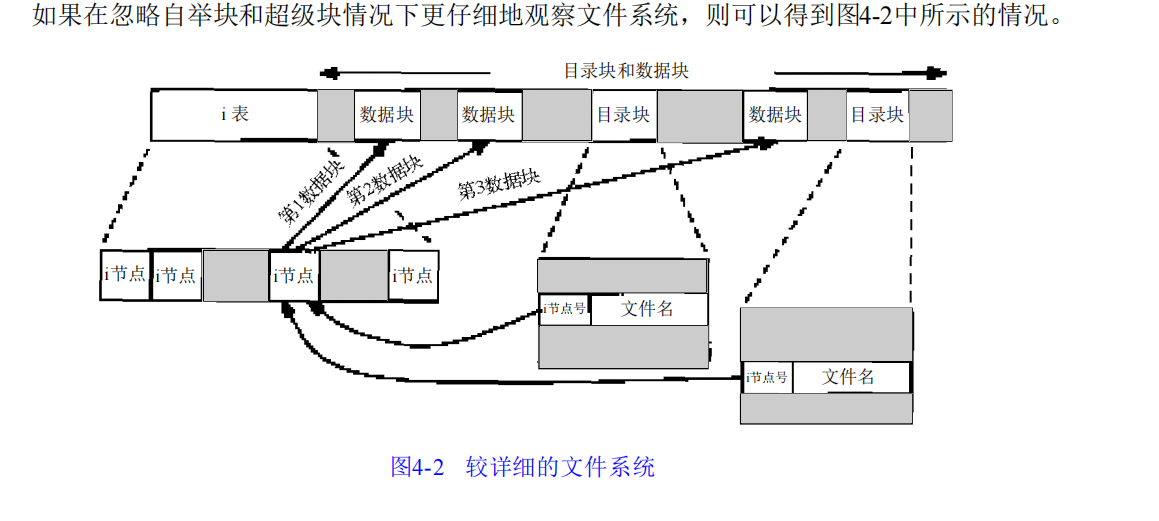 如果在忽略自举块和超级块情况下更仔细地观察文件系统，则可以得到图4-2中所示的情况。
目录块和数据块
i 表
数据块
数据块
目录块
数据块
目录块
第1数据块
第2数据块
第3数据块
i节点
i节点
i节点
i节点
i节点号
文件名
i节点号
文件名
图4-2 较详细的文件系统